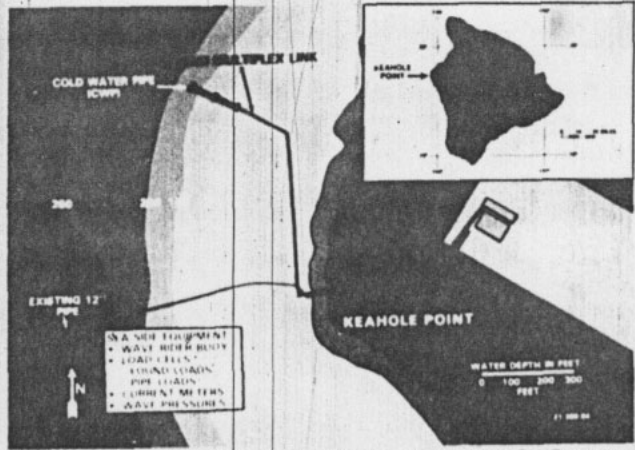 MULTIPLEX LINK
COLD WATER PIPE
(CWP)
KEAHOLE
POINT
200
EXISTING 12"
PIPE
N
SEA SIDE EQUIPMENT
• WAVE RIDER BUOY
• LOAD CELLS
FOUND LOADS
PIPE LOADS
• CURRENT METERS
• WAVE PRESSURES
KEAHOLE POINT
WATER DEPTH IN FEET
0 100 200 300
FEET